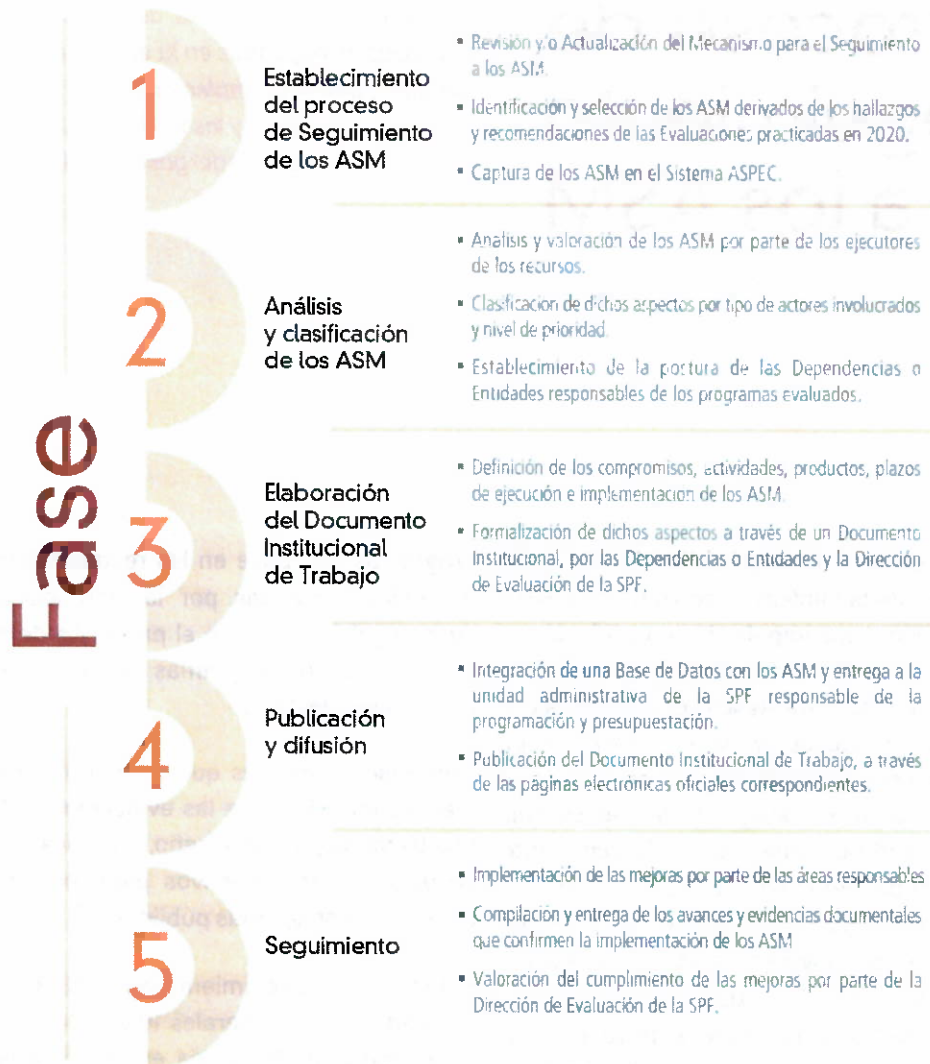 Fase
1
Establecimiento
del proceso
de Seguimiento
de los ASM
▪ Revisión y/o Actualización del Mecanismo para el Seguimiento
a los ASM.
▪ Identificación y selección de los ASM derivados de los hallazgos
y recomendaciones de las Evaluaciones practicadas en 2020.
▪ Captura de los ASM en el Sistema ASPEC.
2
Análisis
y clasificación
de los ASM
▪ Analisis y valoración de los ASM por parte de los ejecutores
de los recursos.
▪ Clasificacion de dichos aspectos por tipo de actores involucrados
y nivel de prioridad.
▪ Establecimiento de la postura de las Dependencias o
Entidades responsables de los programas evaluados.
3
Elaboración
del Documento
Institucional
de Trabajo
▪ Definición de los compromisos, actividades, productos, plazos
de ejecución e implementacion de los ASM.
▪ Formalización de dichos aspectos a través de un Documento
Institucional, por las Dependencias o Entidades y la Dirección
de Evaluación de la SPF.
4
Publicación
y difusión
▪ Integración de una Base de Datos con los ASM y entrega a la
unidad administrativa de la SPF responsable de la
programación y presupuestación.
▪ Publicación del Documento Institucional de Trabajo, a través
de las páginas electrónicas oficiales correspondientes.
5
Seguimiento
▪ Implementación de las mejoras por parte de las áreas responsables
▪ Compilación y entrega de los avances y evidencias documentales
que confirmen la implementación de los ASM
▪ Valoración del cumplimiento de las mejoras por parte de la
Dirección de Evaluación de la SPF.